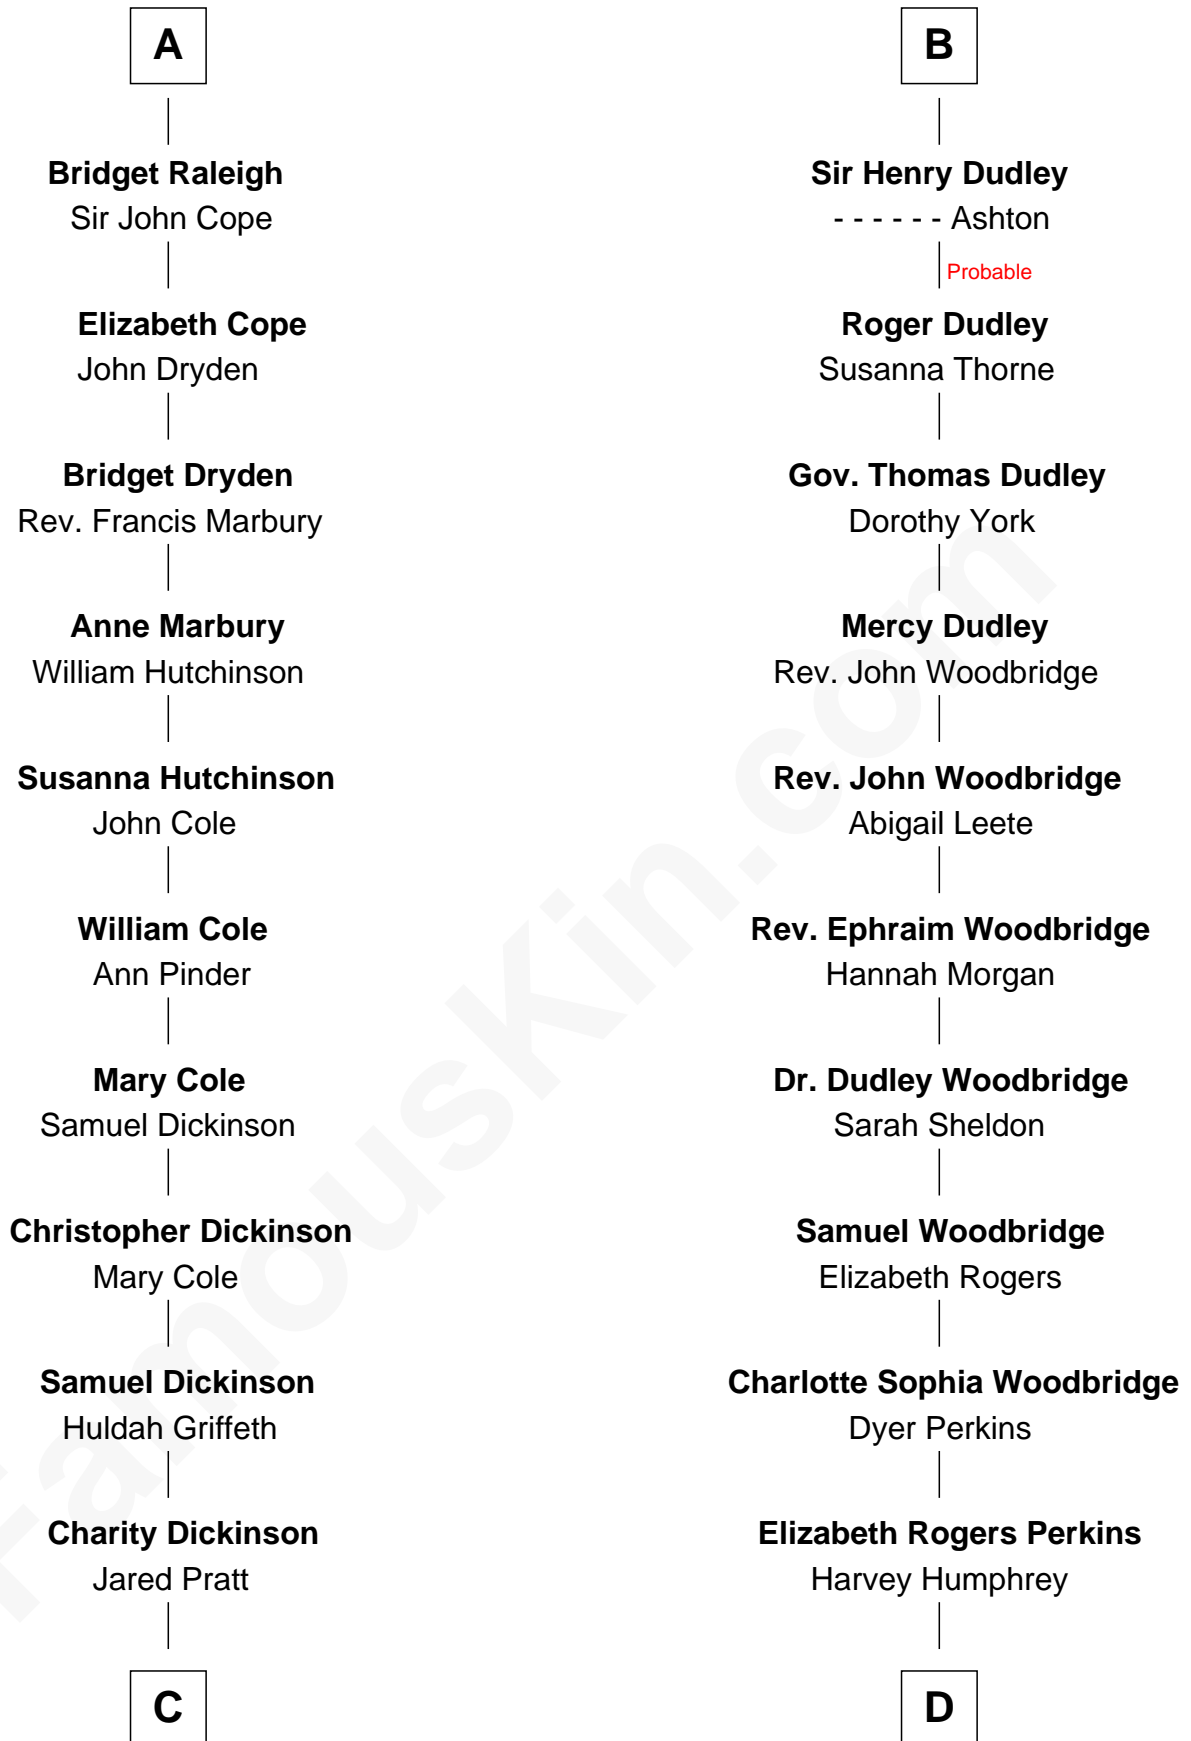 A
Bridget Raleigh
Sir John Cope
Elizabeth Cope
John Dryden
Bridget Dryden
Rev. Francis Marbury
Anne Marbury
William Hutchinson
Susanna Hutchinson
John Cole
William Cole
Ann Pinder
Mary Cole
Samuel Dickinson
Christopher Dickinson
Mary Cole
Samuel Dickinson
Huldah Griffeth
Charity Dickinson
Jared Pratt
C
B
Sir Henry Dudley
- - - - - - Ashton
Probable
Roger Dudley
Susanna Thorne
Gov. Thomas Dudley
Dorothy York
Mercy Dudley
Rev. John Woodbridge
Rev. John Woodbridge
Abigail Leete
Rev. Ephraim Woodbridge
Hannah Morgan
Dr. Dudley Woodbridge
Sarah Sheldon
Samuel Woodbridge
Elizabeth Rogers
Charlotte Sophia Woodbridge
Dyer Perkins
Elizabeth Rogers Perkins
Harvey Humphrey
D
FamousKin.com